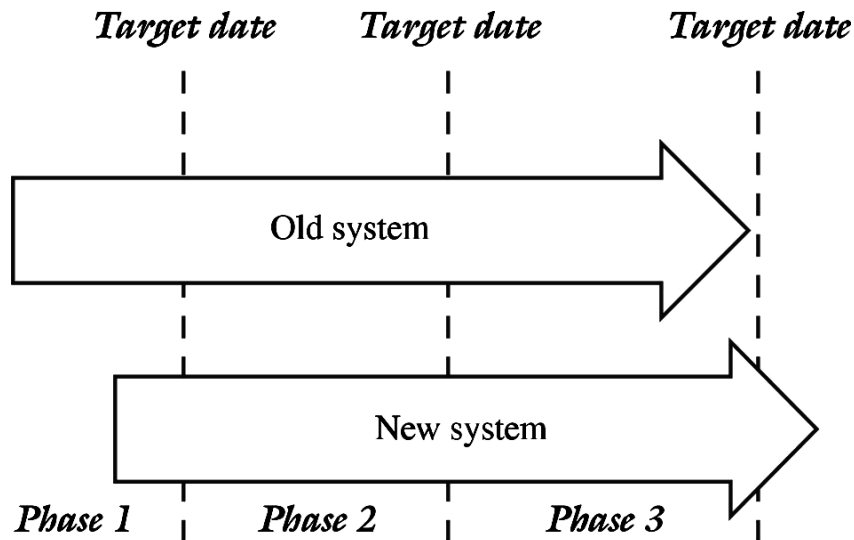 Target date Target date Target date
Old system
New system
Phase 1 Phase 2 Phase 3